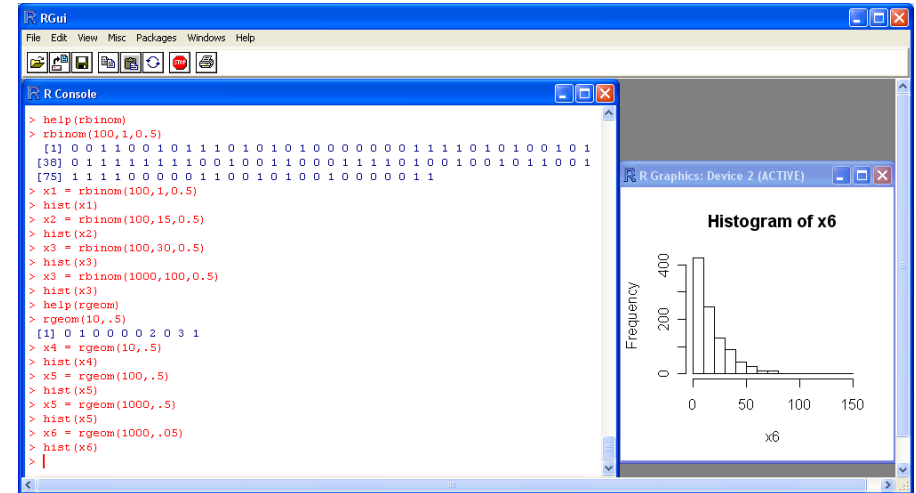 RGui
File Edit View Misc Packages Windows Help
STOP
R Console
> help(rbinom)
> rbinom(100,1,0.5)
[1] 0 0 1 1 0 0 1 0 1 1 1 0 1 0 1 0 1 0 0 0 0 0 0 0 1 1 1 1 0 1 0 1 0 0 1 0 1
[38] 0 1 1 1 1 1 1 1 1 0 0 1 0 0 1 1 0 0 0 1 1 1 1 0 1 0 0 1 0 0 1 0 1 1 0 0 1
[75] 1 1 1 1 0 0 0 0 0 1 1 0 0 1 0 1 0 0 1 0 0 0 0 0 1 1
> x1 = rbinom(100,1,0.5)
> hist(x1)
> x2 = rbinom(100,15,0.5)
> hist(x2)
> x3 = rbinom(100,30,0.5)
> hist(x3)
> x3 = rbinom(1000,100,0.5)
> hist(x3)
> help(rgeom)
> rgeom(10,.5)
[1] 0 1 0 0 0 0 2 0 3 1
> x4 = rgeom(10,.5)
> hist(x4)
> x5 = rgeom(100,.5)
> hist(x5)
> x5 = rgeom(1000,.5)
> hist(x5)
> x6 = rgeom(1000,.05)
> hist(x6)
>
R Graphics: Device 2 (ACTIVE)
Histogram of x6
Frequency
400
200
0
0 50 100 150
x6